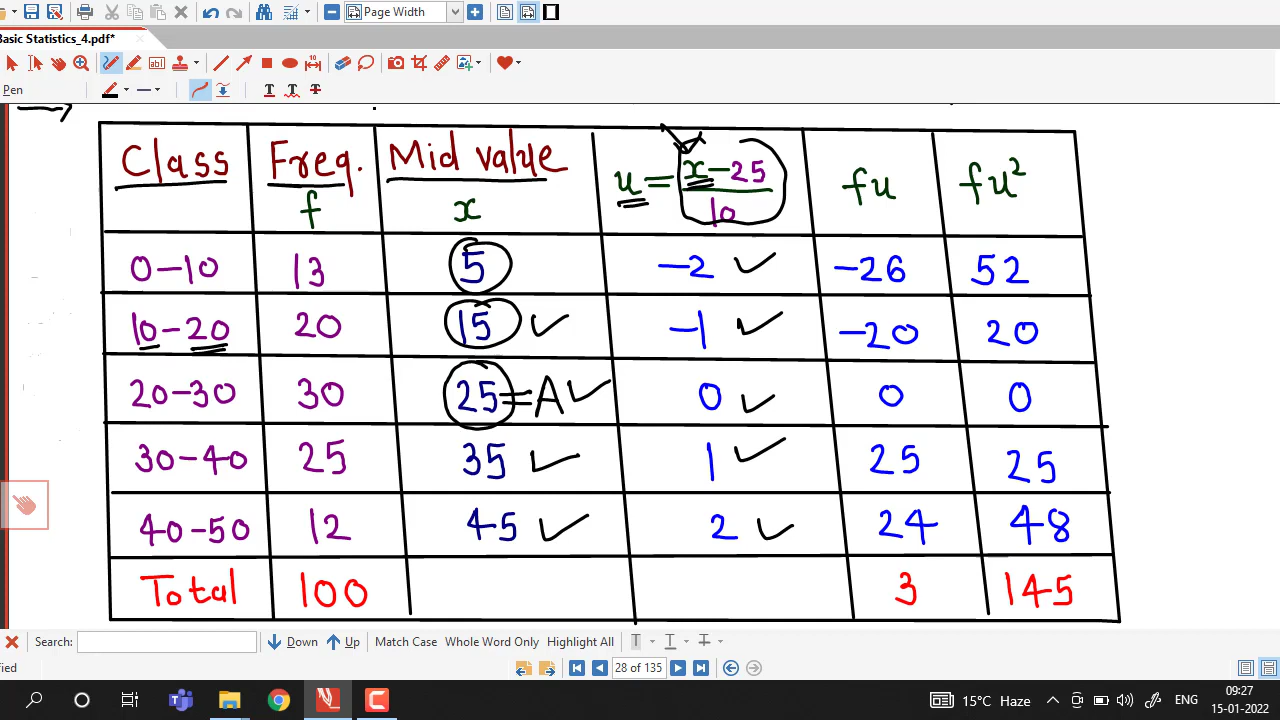 Page Width
Basic Statistics_4.pdf*
Pen
Class Freq. f Mid value x u = x-25/10 fu fu²
0-10 13 5 -2 -26 52
10-20 20 15 -1 -20 20
20-30 30 25=A 0 0 0
30-40 25 35 1 25 25
40-50 12 45 2 24 48
Total 100 3 145
Search: Down Up Match Case Whole Word Only Highlight All T T T
28 of 135
15°C Haze ENG 09:27
15-01-2022